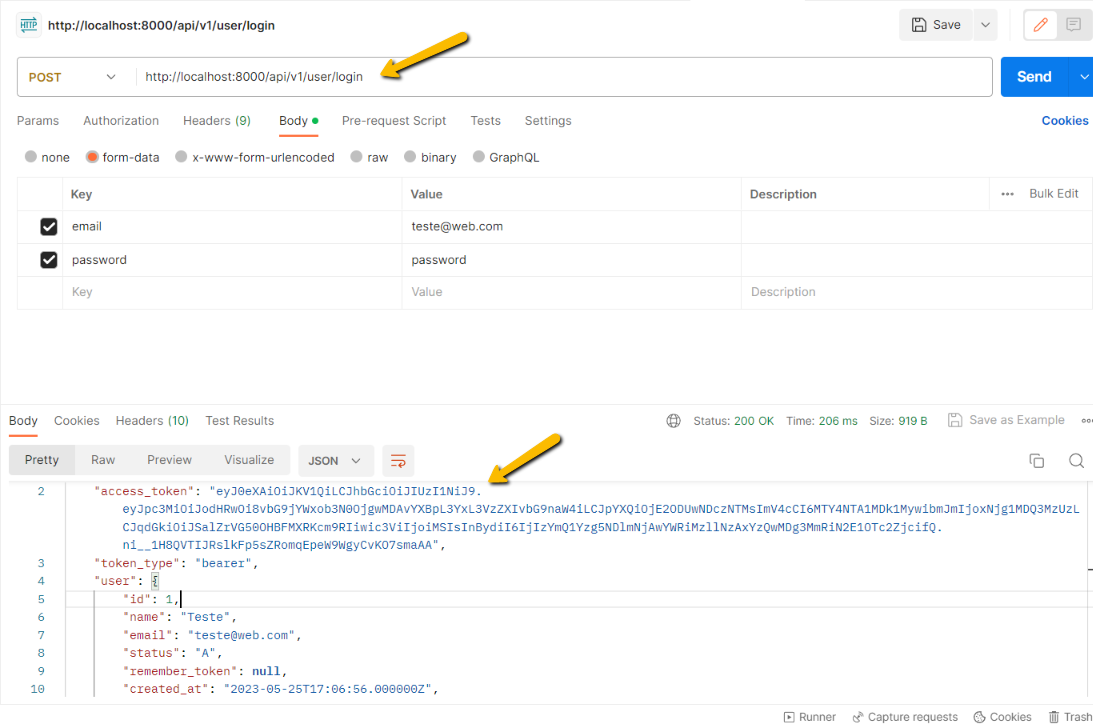 HTTP http://localhost:8000/api/v1/user/login Save
POST http://localhost:8000/api/v1/user/login Send
Params Authorization Headers (9) Body Pre-request Script Tests Settings Cookies
none form-data x-www-form-urlencoded raw binary GraphQL
Key Value Description ••• Bulk Edit
email teste@web.com
password password
Key Value Description
Body Cookies Headers (10) Test Results Status: 200 OK Time: 206 ms Size: 919 B Save as Example
Pretty Raw Preview Visualize JSON
2 "access_token": "eyJ0eXAiOiJKV1QiLCJhbGciOiJIUzI1NiJ9.
eyJpc3MiOiJodHRwOi8vbG9jYWxob3N0OjgwMDAvYXBpL3YxL3VzZXIvbG9naW4iLCJpYXQiOjE2ODUwNDczNTMsImV4cCI6MTY4NTA1MDk1MywibmJmIjoxNjg1MDQ3MzUzL
CJqdGkiOiJSalZrVG50OHBFMXRKcm9RIiwic3ViIjoiMSIsInBydiI6IjIzYmQ1Yzg5NDlmNjAwYWRiMzllNzAxYzQwMDg3MmRiN2E1OTc2ZjcifQ.
ni__1H8QVTIJRslkFp5sZRomqEpeW9WgyCvKO7smaAA",
3 "token_type": "bearer",
4 "user": {
5 "id": 1,
6 "name": "Teste",
7 "email": "teste@web.com",
8 "status": "A",
9 "remember_token": null,
10 "created_at": "2023-05-25T17:06:56.000000Z",
Runner Capture requests Cookies Trash